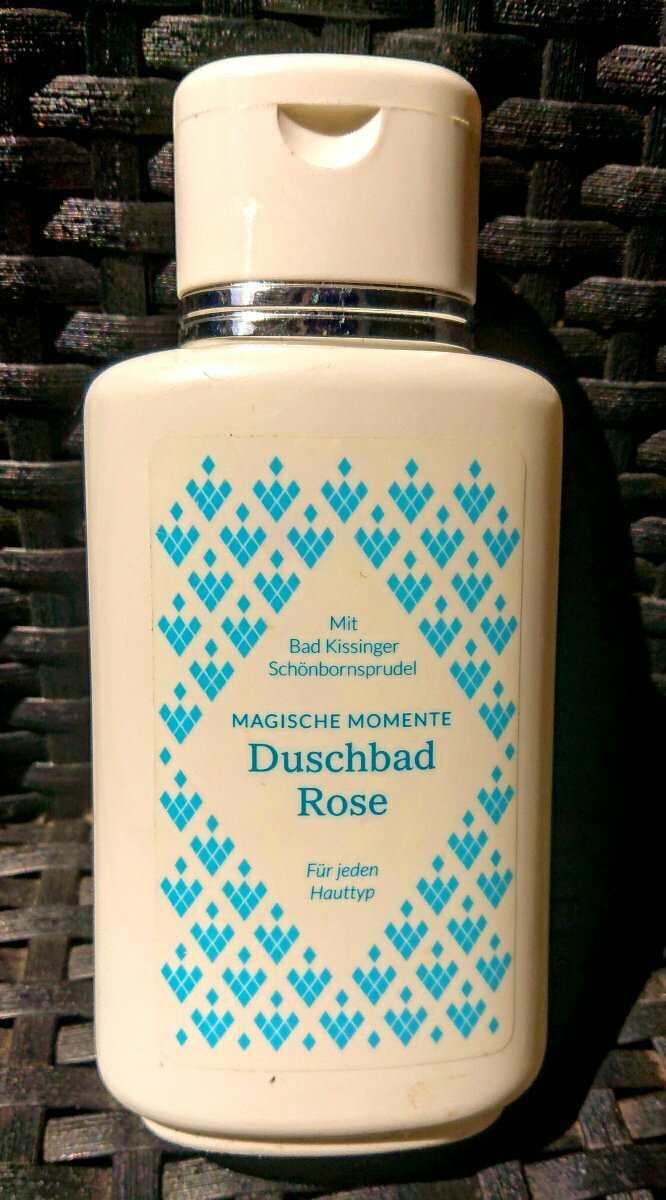 Mit
Bad Kissinger
Schönbornsprudel
MAGISCHE MOMENTE
Duschbad
Rose
Für jeden
Hauttyp